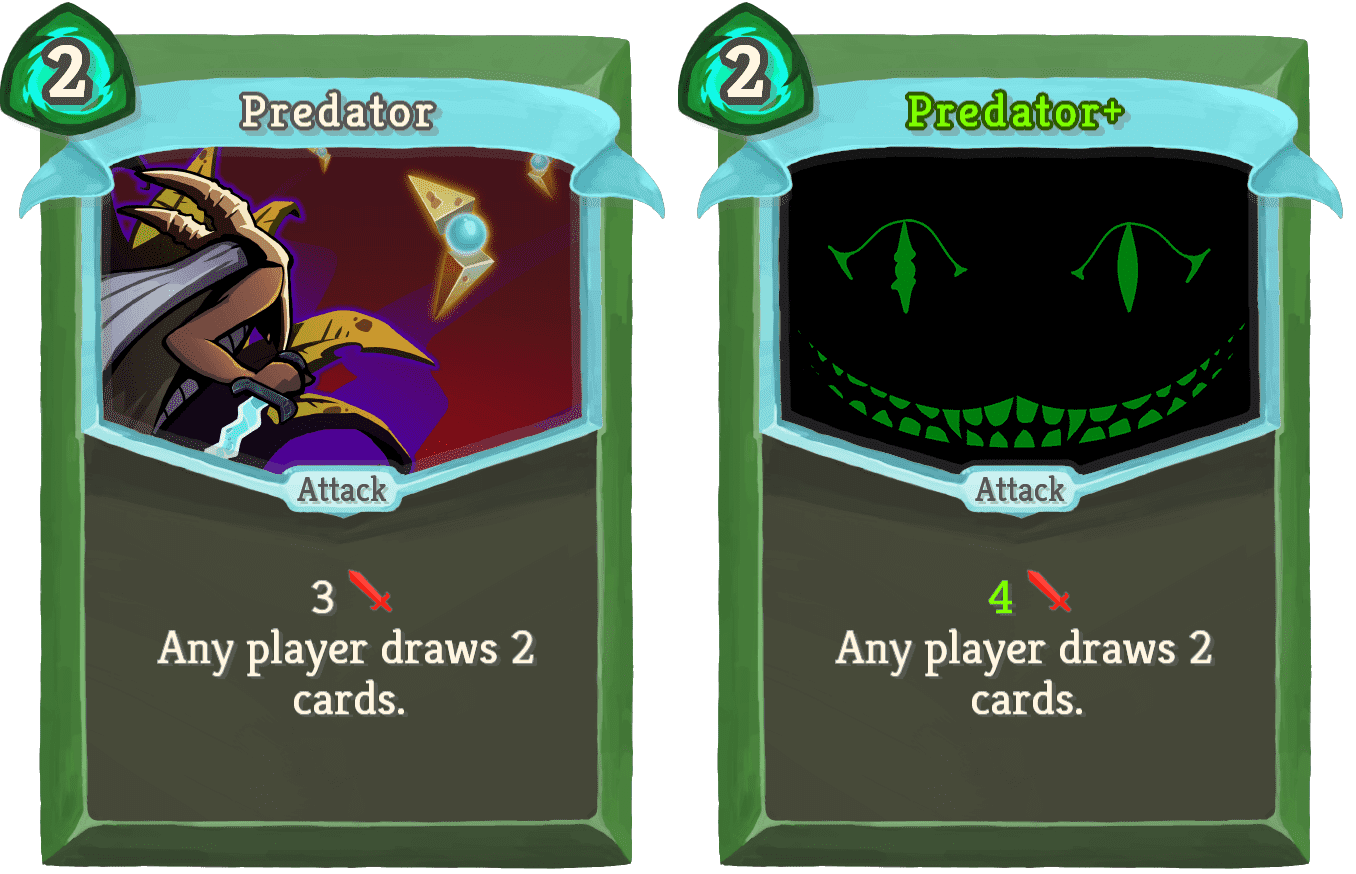 2
Predator
Attack
3
Any player draws 2
cards.
2
Predator+
Attack
4
Any player draws 2
cards.